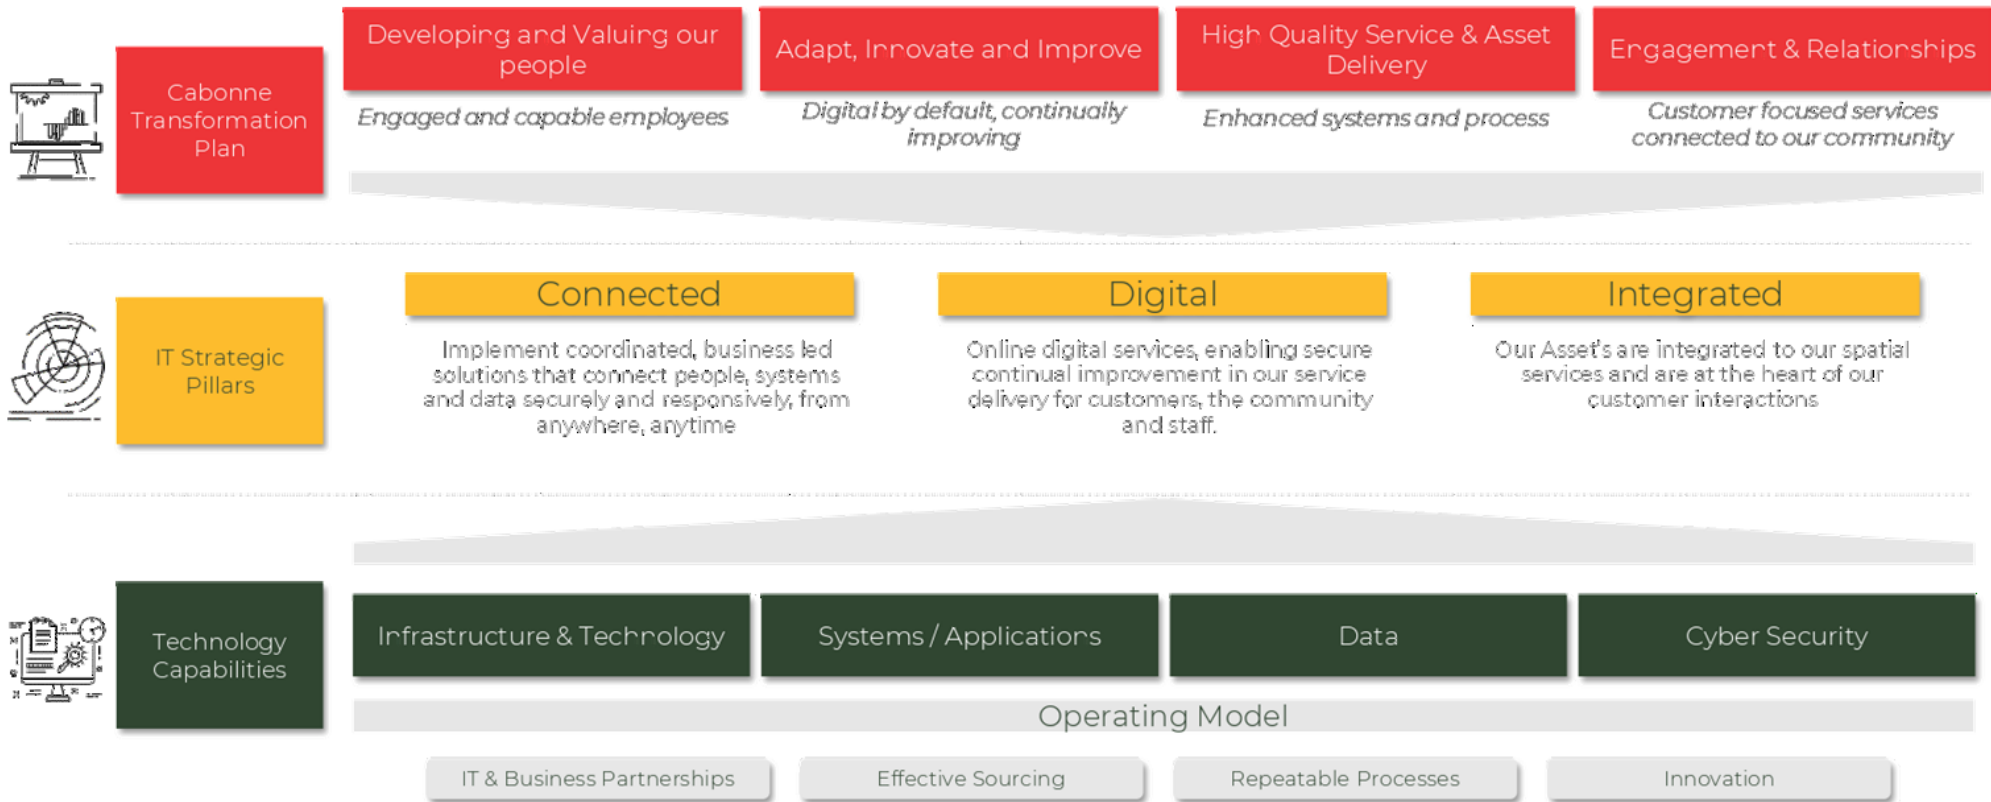 Cabonne
Transformation
Plan
Developing and Valuing our
people
Engaged and capable employees
Adapt, Innovate and Improve
Digital by default, continually
improving
High Quality Service & Asset
Delivery
Enhanced systems and process
Engagement & Relationships
Customer focused services
connected to our community
IT Strategic
Pillars
Connected
Implement coordinated, business led
solutions that connect people, systems
and data securely and responsively, from
anywhere, anytime
Digital
Online digital services, enabling secure
continual improvement in our service
delivery for customers, the community
and staff.
Integrated
Our Asset's are integrated to our spatial
services and are at the heart of our
customer interactions
Technology
Capabilities
Infrastructure & Technology
Systems / Applications
Data
Cyber Security
Operating Model
IT & Business Partnerships
Effective Sourcing
Repeatable Processes
Innovation